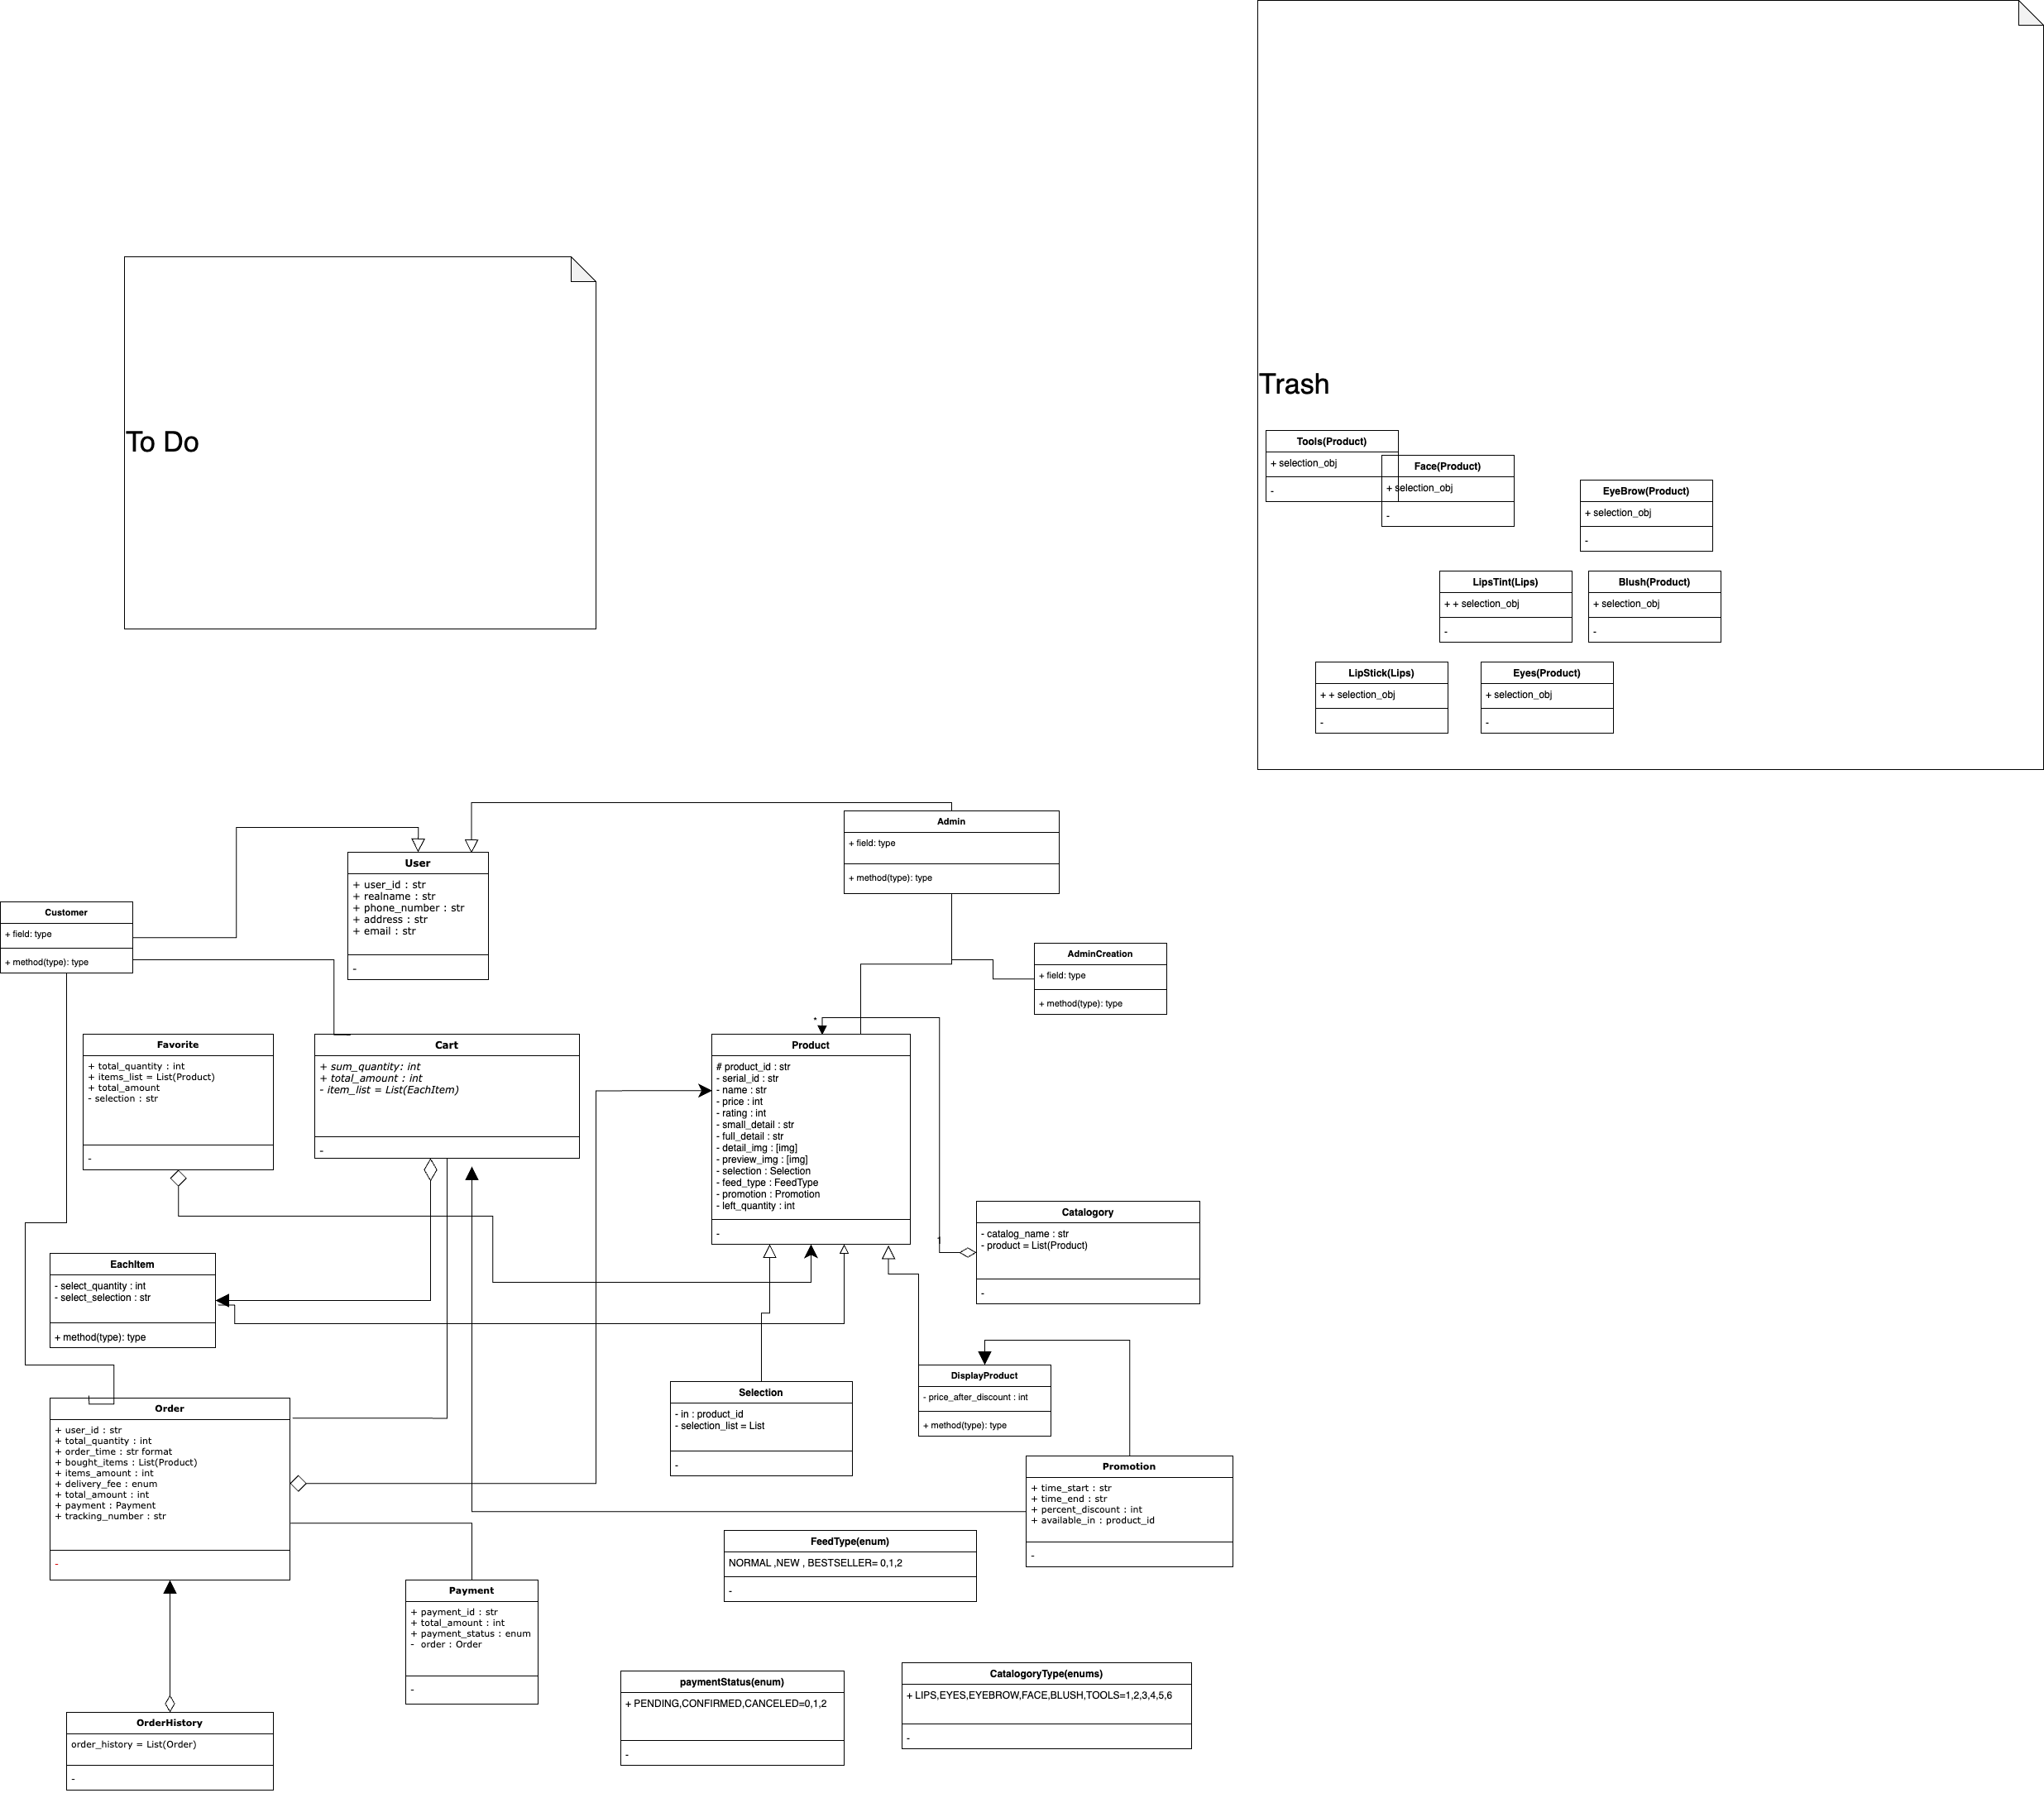 Trash
Tools(Product)
+ selection_obj
-
Face(Product)
+ selection_obj
-
EyeBrow(Product)
+ selection_obj
-
To Do
LipsTint(Lips)
+ + selection_obj
-
Blush(Product)
+ selection_obj
-
LipStick(Lips)
+ + selection_obj
-
Eyes(Product)
+ selection_obj
-
Admin
+ field: type
+ method(type): type
User
+ user_id : str
+ realname : str
+ phone_number : str
+ address : str
+ email : str
-
Customer
+ field: type
+ method(type): type
AdminCreation
+ field: type
+ method(type): type
Favorite
+ total_quantity : int
+ items_list = List(Product)
+ total_amount
- selection : str
-
Cart
+ sum_quantity: int
+ total_amount : int
- item_list = List(EachItem)
-
*
Product
# product_id : str
- serial_id : str
- name : str
- price : int
- rating : int
- small_detail : str
- full_detail : str
- detail_img : [img]
- preview_img : [img]
- selection : Selection
- feed_type : FeedType
- promotion : Promotion
- left_quantity : int
-
1
Catalogory
- catalog_name : str
- product = List(Product)
-
EachItem
- select_quantity : int
- select_selection : str
+ method(type): type
Selection
- in : product_id
- selection_list = List
-
DisplayProduct
- price_after_discount : int
+ method(type): type
Order
+ user_id : str
+ total_quantity : int
+ order_time : str format
+ bought_items : List(Product)
+ items_amount : int
+ delivery_fee : enum
+ total_amount : int
+ payment : Payment
+ tracking_number : str
-
Promotion
+ time_start : str
+ time_end : str
+ percent_discount : int
+ available_in : product_id
-
FeedType(enum)
NORMAL ,NEW , BESTSELLER= 0,1,2
-
Payment
+ payment_id : str
+ total_amount : int
+ payment_status : enum
- order : Order
-
paymentStatus(enum)
+ PENDING,CONFIRMED,CANCELED=0,1,2
-
CatalogoryType(enums)
+ LIPS,EYES,EYEBROW,FACE,BLUSH,TOOLS=1,2,3,4,5,6
-
OrderHistory
order_history = List(Order)
-